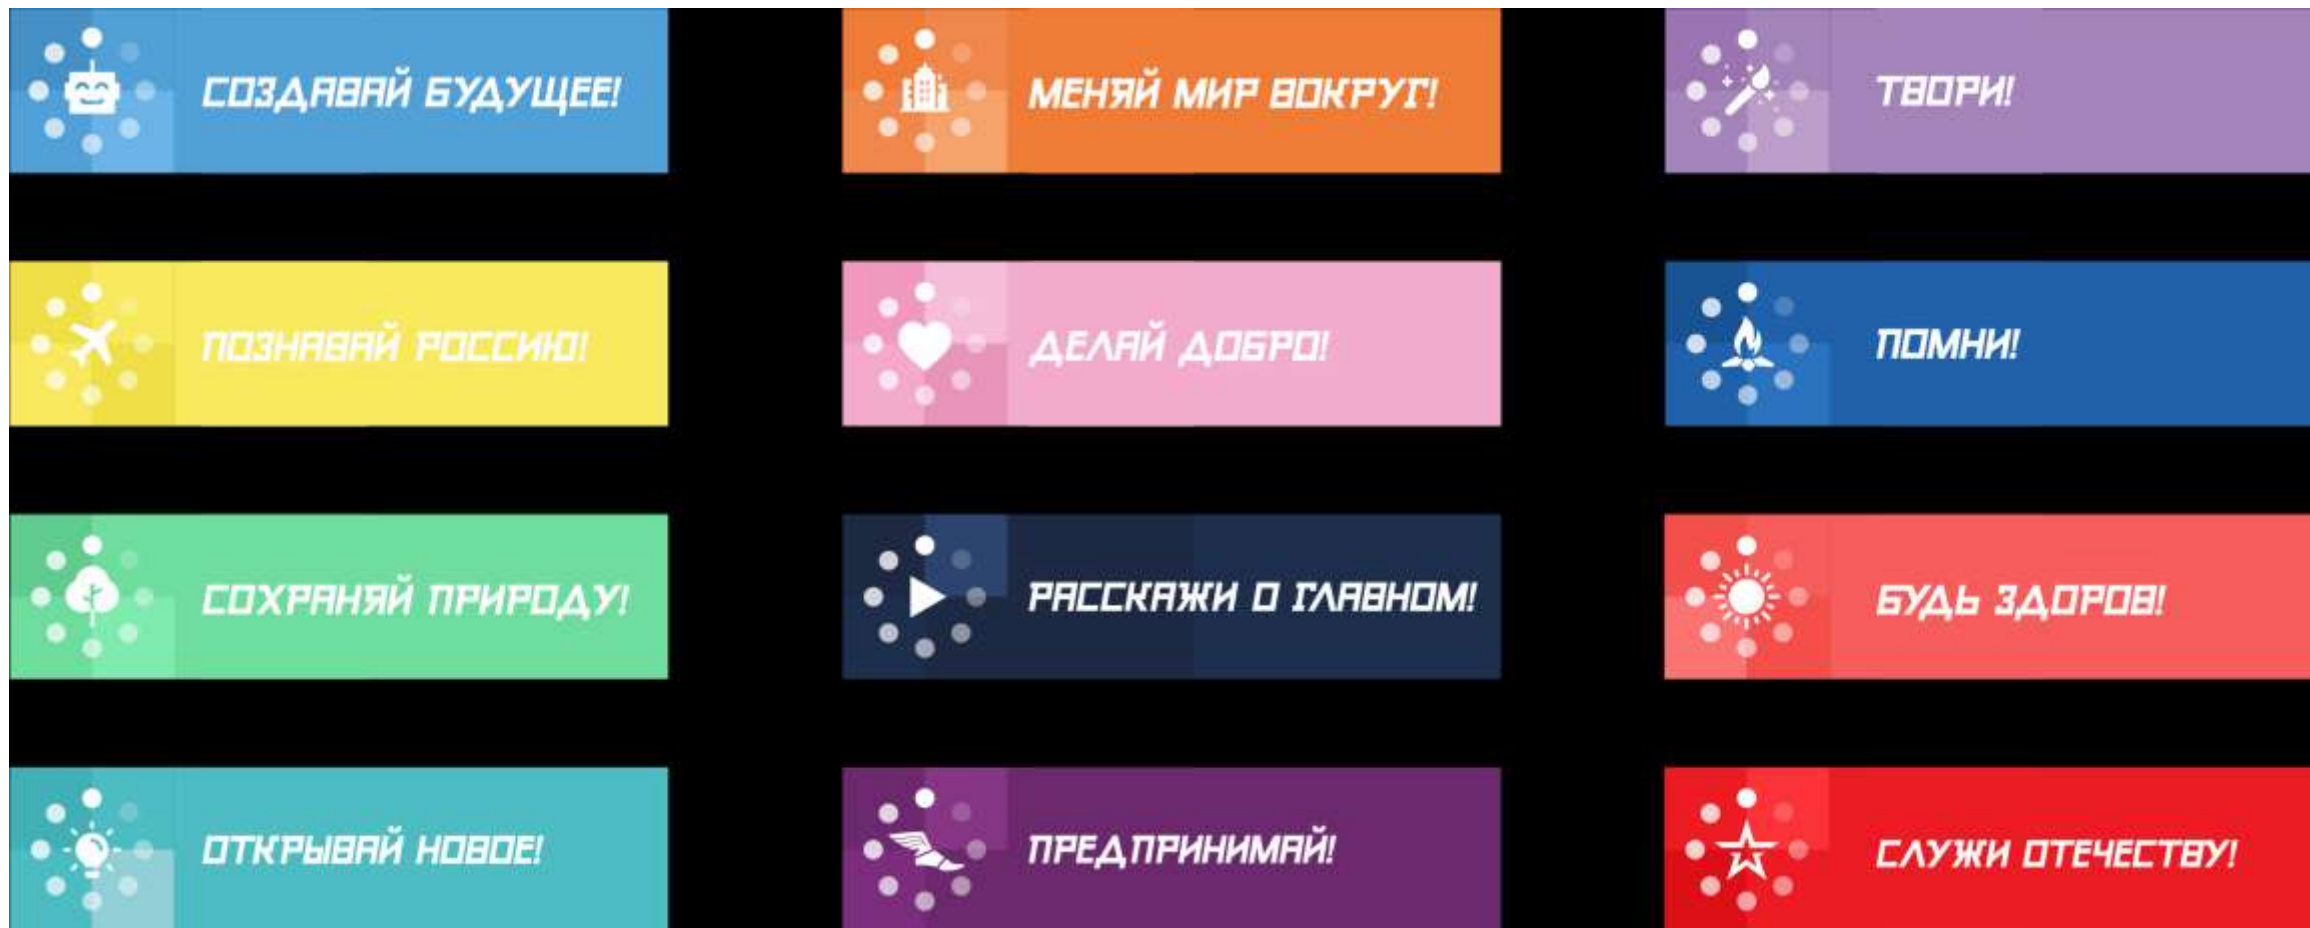 СОЗДАВАЙ БУДУЩЕЕ!
МЕНЯЙ МИР ВОКРУГ!
ТВОРИ!
ПОЗНАВАЙ РОССИЮ!
ДЕЛАЙ ДОБРО!
ПОМНИ!
СОХРАНЯЙ ПРИРОДУ!
РАССКАЖИ О ГЛАВНОМ!
БУДЬ ЗДОРОВ!
ОТКРЫВАЙ НОВОЕ!
ПРЕДПРИНИМАЙ!
СЛУЖИ ОТЕЧЕСТВУ!